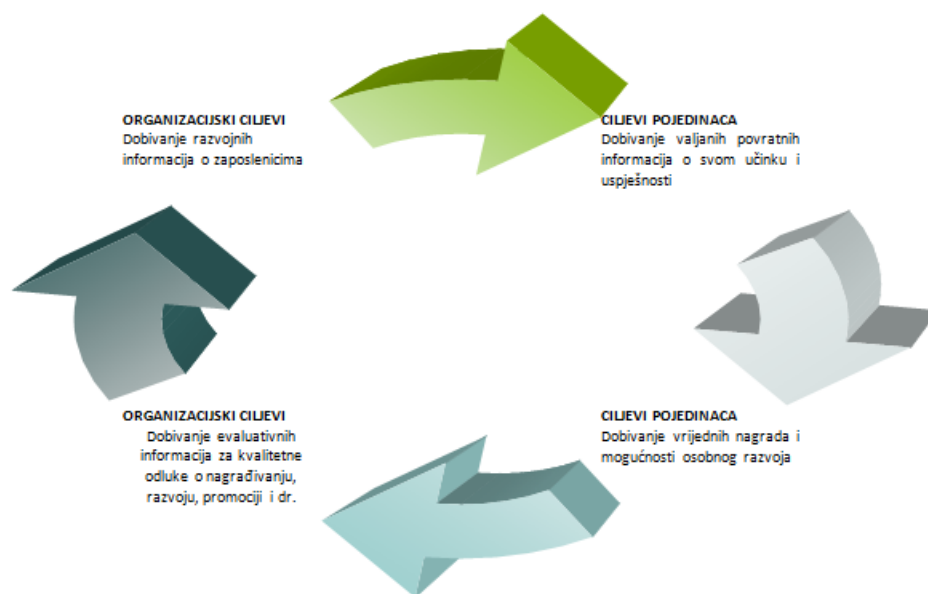 ORGANIZACIJSKI CILJEVI
Dobivanje razvojnih
informacija o zaposlenicima
CILJEVI POJEDINACA
Dobivanje valjanih povratnih
informacija o svom učinku i
uspješnosti
ORGANIZACIJSKI CILJEVI
Dobivanje evaluativnih
informacija za kvalitetne
odluke o nagrađivanju,
razvoju, promociji i dr.
CILJEVI POJEDINACA
Dobivanje vrijednih nagrada i
mogućnosti osobnog razvoja